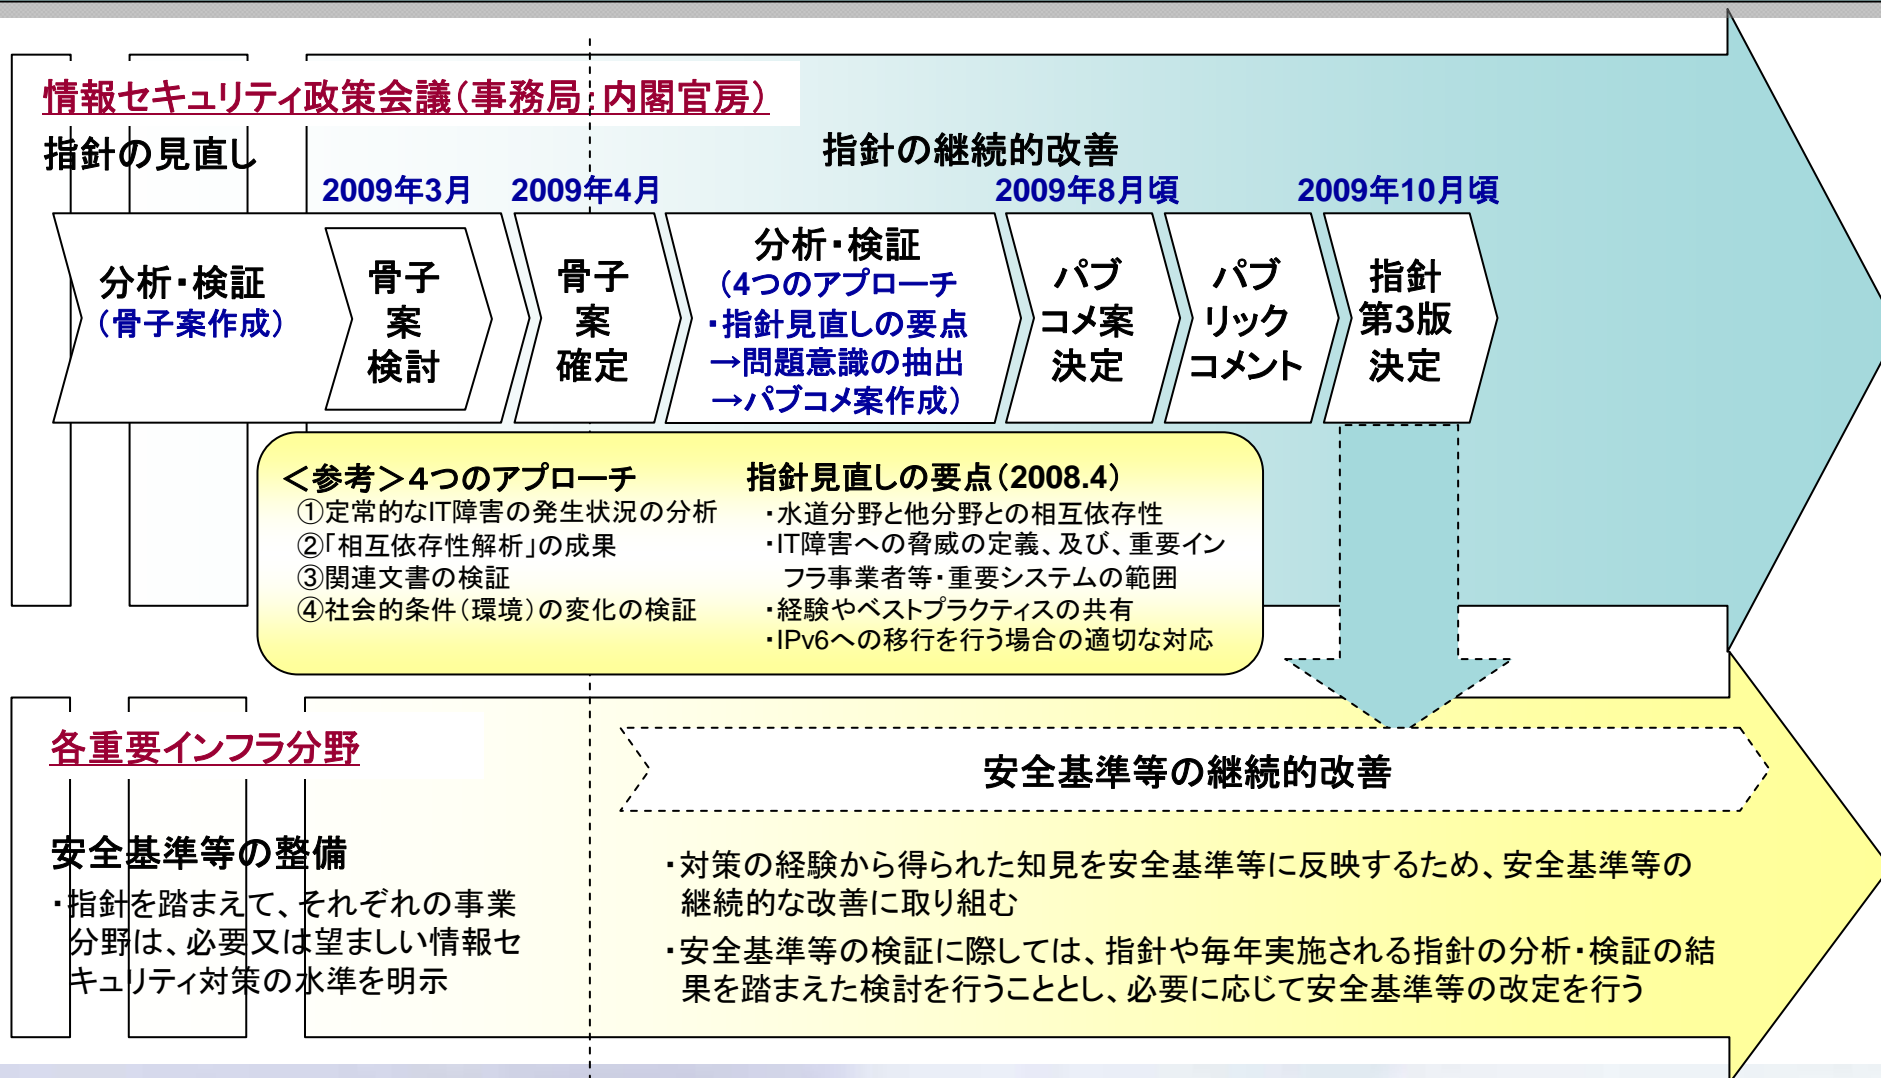 情報セキュリティ政策会議（事務局：内閣官房）
指針の見直し
指針の継続的改善
2009年3月
2009年4月
2009年8月頃
2009年10月頃
分析・検証
（骨子案作成）
骨子
案
検討
骨子
案
確定
分析・検証
（4つのアプローチ
・指針見直しの要点
→問題意識の抽出
→パブコメ案作成）
パブ
コメ案
決定
パブ
リック
コメント
指針
第3版
決定
＜参考＞４つのアプローチ
①定常的なIT障害の発生状況の分析
②「相互依存性解析」の成果
③関連文書の検証
④社会的条件（環境）の変化の検証
指針見直しの要点（2008.4）
・水道分野と他分野との相互依存性
・IT障害への脅威の定義、及び、重要イン
フラ事業者等・重要システムの範囲
・経験やベストプラクティスの共有
・IPv6への移行を行う場合の適切な対応
各重要インフラ分野
安全基準等の継続的改善
安全基準等の整備
・指針を踏まえて、それぞれの事業
分野は、必要又は望ましい情報セ
キュリティ対策の水準を明示
・対策の経験から得られた知見を安全基準等に反映するため、安全基準等の
継続的な改善に取り組む
・安全基準等の検証に際しては、指針や毎年実施される指針の分析・検証の結
果を踏まえた検討を行うこととし、必要に応じて安全基準等の改定を行う